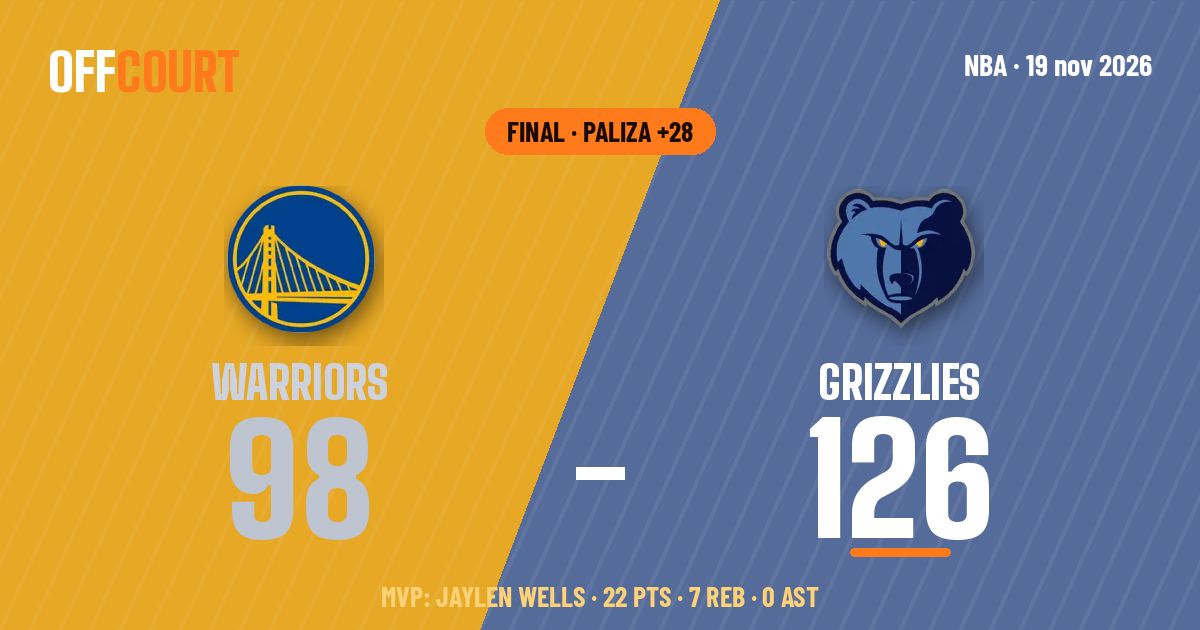 OFFCOURT
NBA · 19 nov 2026
FINAL · PALIZA +28
WARRIORS
GRIZZLIES
98
–
126
MVP: JAYLEN WELLS · 22 PTS · 7 REB · 0 AST